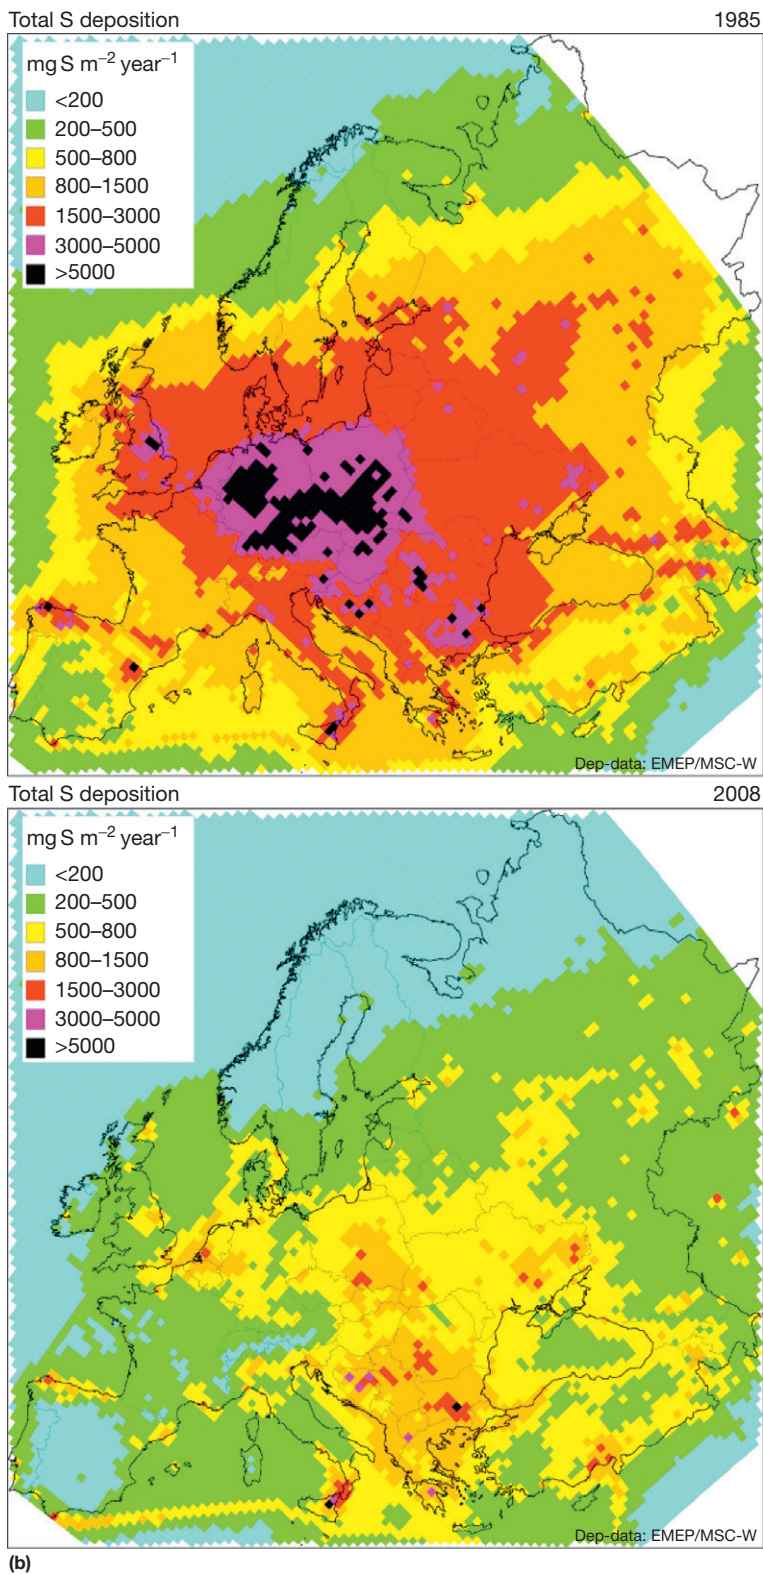 Total S deposition 1985
mg S m⁻² year⁻¹
<200
200–500
500–800
800–1500
1500–3000
3000–5000
>5000
Dep-data: EMEP/MSC-W
Total S deposition 2008
mg S m⁻² year⁻¹
<200
200–500
500–800
800–1500
1500–3000
3000–5000
>5000
Dep-data: EMEP/MSC-W
(b)